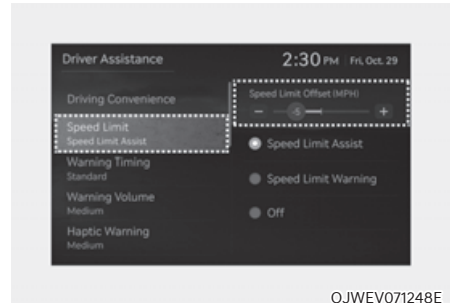 Driver Assistance
2:30 PM Fri, Oct. 29
Driving Convenience
Speed Limit
Speed Limit Assist
Warning Timing
Standard
Warning Volume
Medium
Haptic Warning
Medium
Speed Limit Offset (MPH)
− -5 +
Speed Limit Assist
Speed Limit Warning
Off
OJWEV071248E